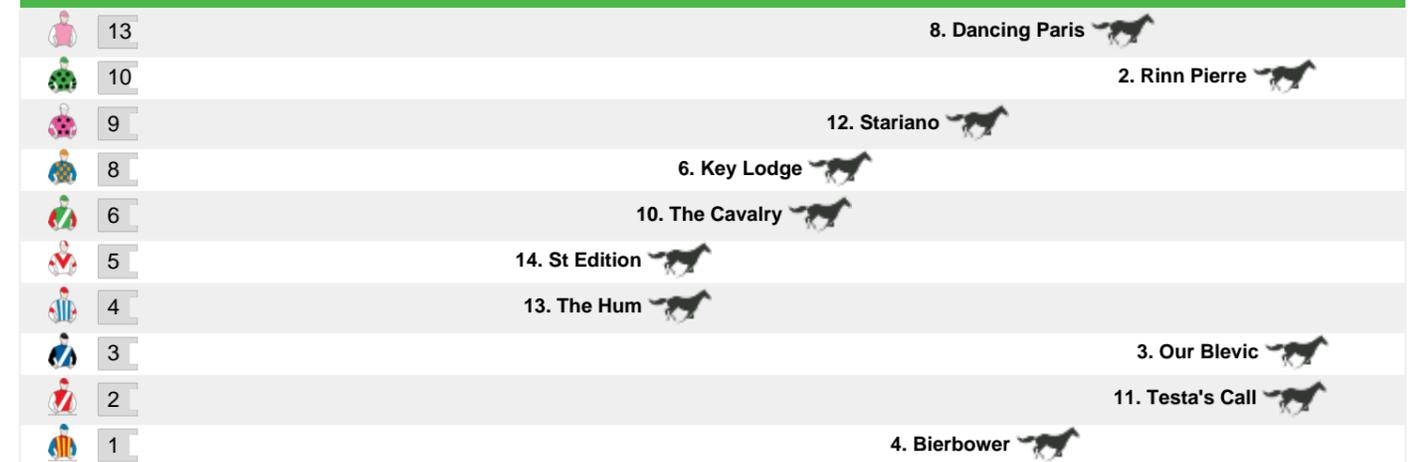 13 8. Dancing Paris
10 2. Rinn Pierre
9 12. Stariano
8 6. Key Lodge
6 10. The Cavalry
5 14. St Edition
4 13. The Hum
3 3. Our Blevic
2 11. Testa's Call
1 4. Bierbower